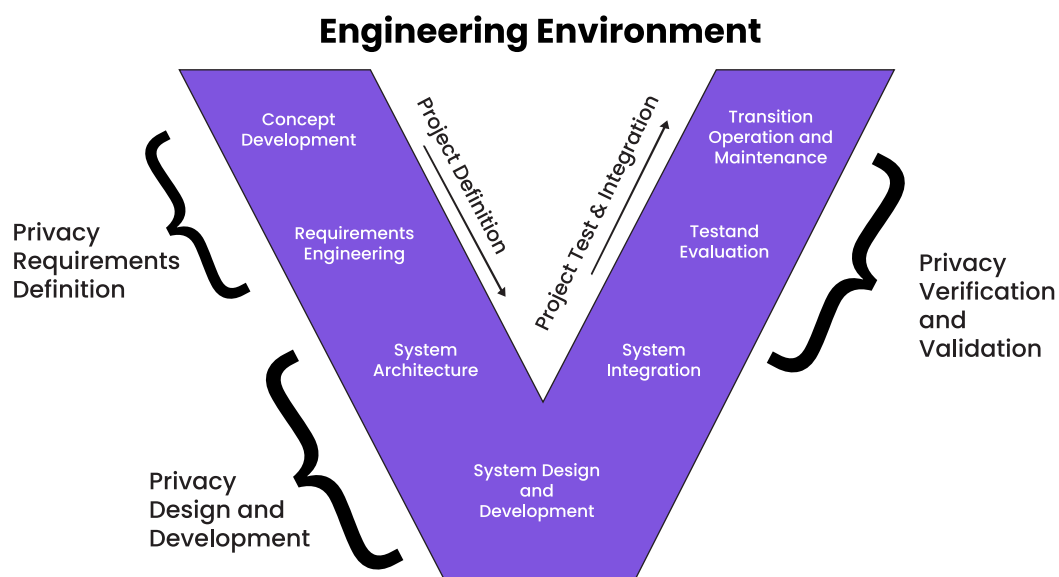 Engineering Environment
Concept
Development
Project Definition
Project Test & Integration
Transition
Operation and
Maintenance
Privacy
Requirements
Definition
Requirements
Engineering
Testand
Evaluation
Privacy
Verification
and
Validation
System
Architecture
System
Integration
Privacy
Design and
Development
System Design
and
Development